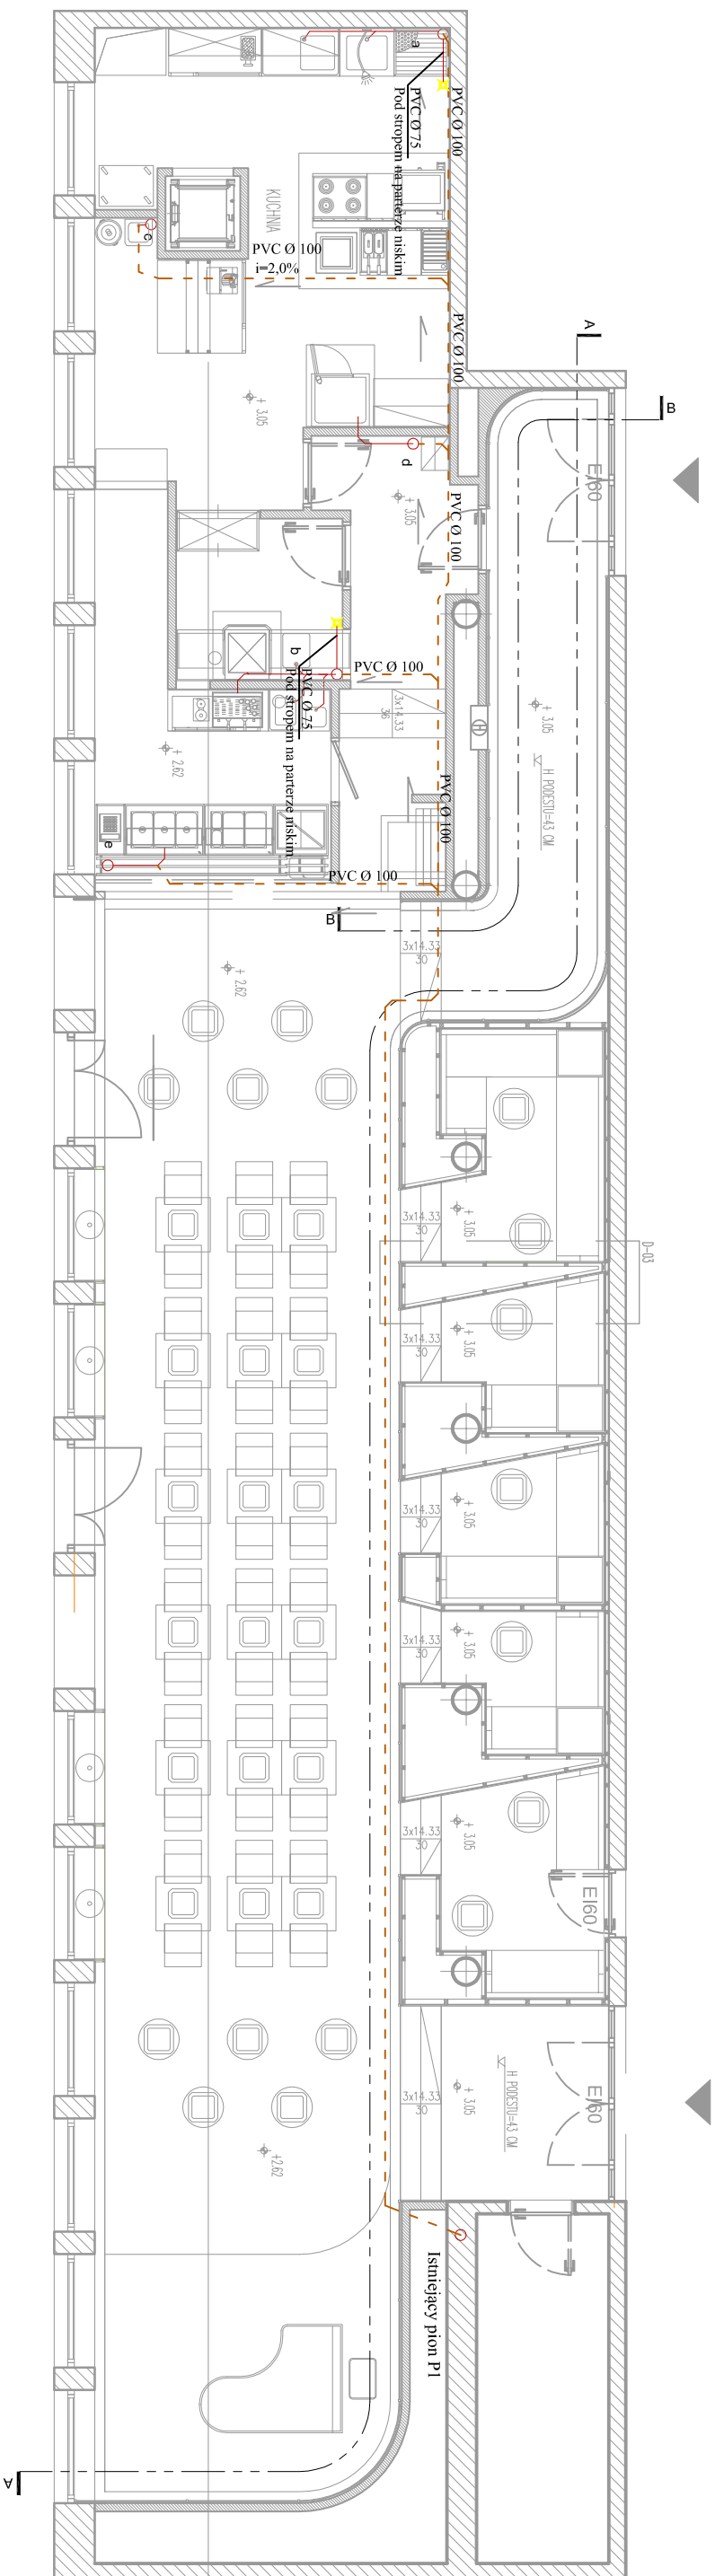 a
PVC Ø 75
Pod stropem na parterze niskim
PVC Ø 100
KUCHNIA
c
PVC Ø 100
i=2,0%
PVC Ø 100
A
B
EI60
+ 3.05
d
+ 3.05
PVC Ø 100
b
PVC Ø 75
Pod stropem na parterze niskim
PVC Ø 100
3x14.33
36
+ 3.05
H PODESTU=43 CM
+ 2.62
PVC Ø 100
e
PVC Ø 100
B
3x14.33
30
+ 2.62
3x14.33
30
+ 3.05
D-03
3x14.33
30
+ 3.05
3x14.33
30
+ 3.05
3x14.33
30
+ 3.05
3x14.33
30
+ 3.05
EI60
3x14.33
30
+ 3.05
H PODESTU=43 CM
EI60
+2.62
Istniejący pion P1
A